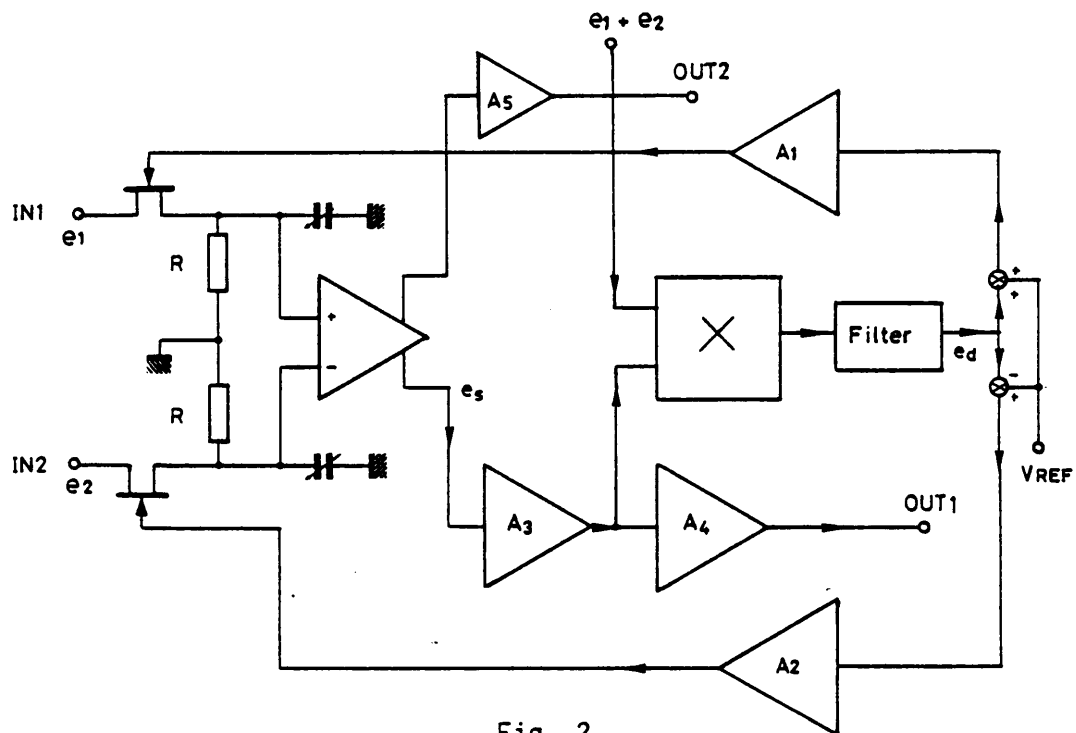 e1 + e2
A5
OUT2
A1
IN1
e1
R
+
+
+
-
×
Filter
ed
-
+
R
es
IN2
e2
VREF
A3
A4
OUT1
A2
Fig. 2